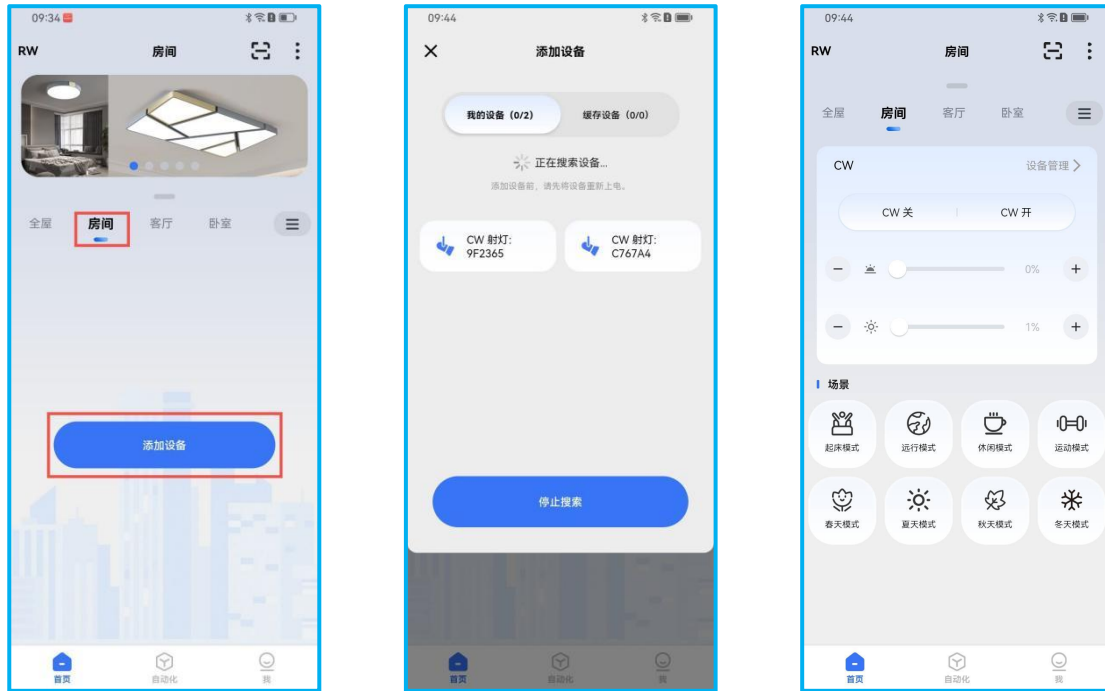 09:34
RW
房间
全屋
房间
客厅
卧室
添加设备
首页
自动化
我
09:44
添加设备
我的设备（0/2）
缓存设备（0/0）
正在搜索设备...
添加设备前，请先将设备重新上电。
CW 射灯:
9F2365
CW 射灯:
C767A4
停止搜索
首页
自动化
我
09:44
RW
房间
全屋
房间
客厅
卧室
CW
设备管理
CW 关
CW 开
0%
1%
场景
起床模式
远行模式
休闲模式
运动模式
春天模式
夏天模式
秋天模式
冬天模式
首页
自动化
我